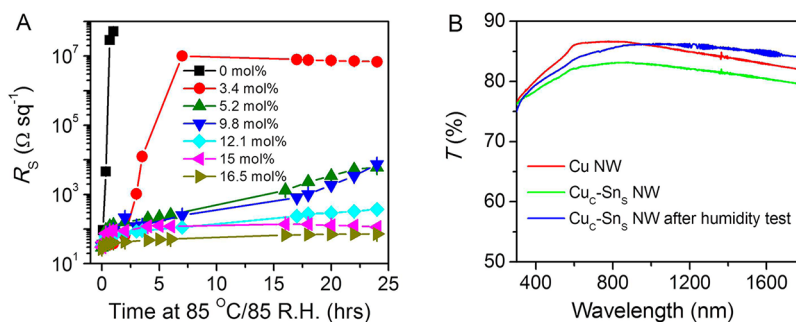 A
10⁷
10⁵
10³
10¹
R_S (Ω sq⁻¹)
0 mol%
3.4 mol%
5.2 mol%
9.8 mol%
12.1 mol%
15 mol%
16.5 mol%
0 5 10 15 20 25
Time at 85 °C/85 R.H. (hrs)
B
90
80
70
60
50
T (%)
Cu NW
Cu_c-Sn_s NW
Cu_c-Sn_s NW after humidity test
400 800 1200 1600
Wavelength (nm)